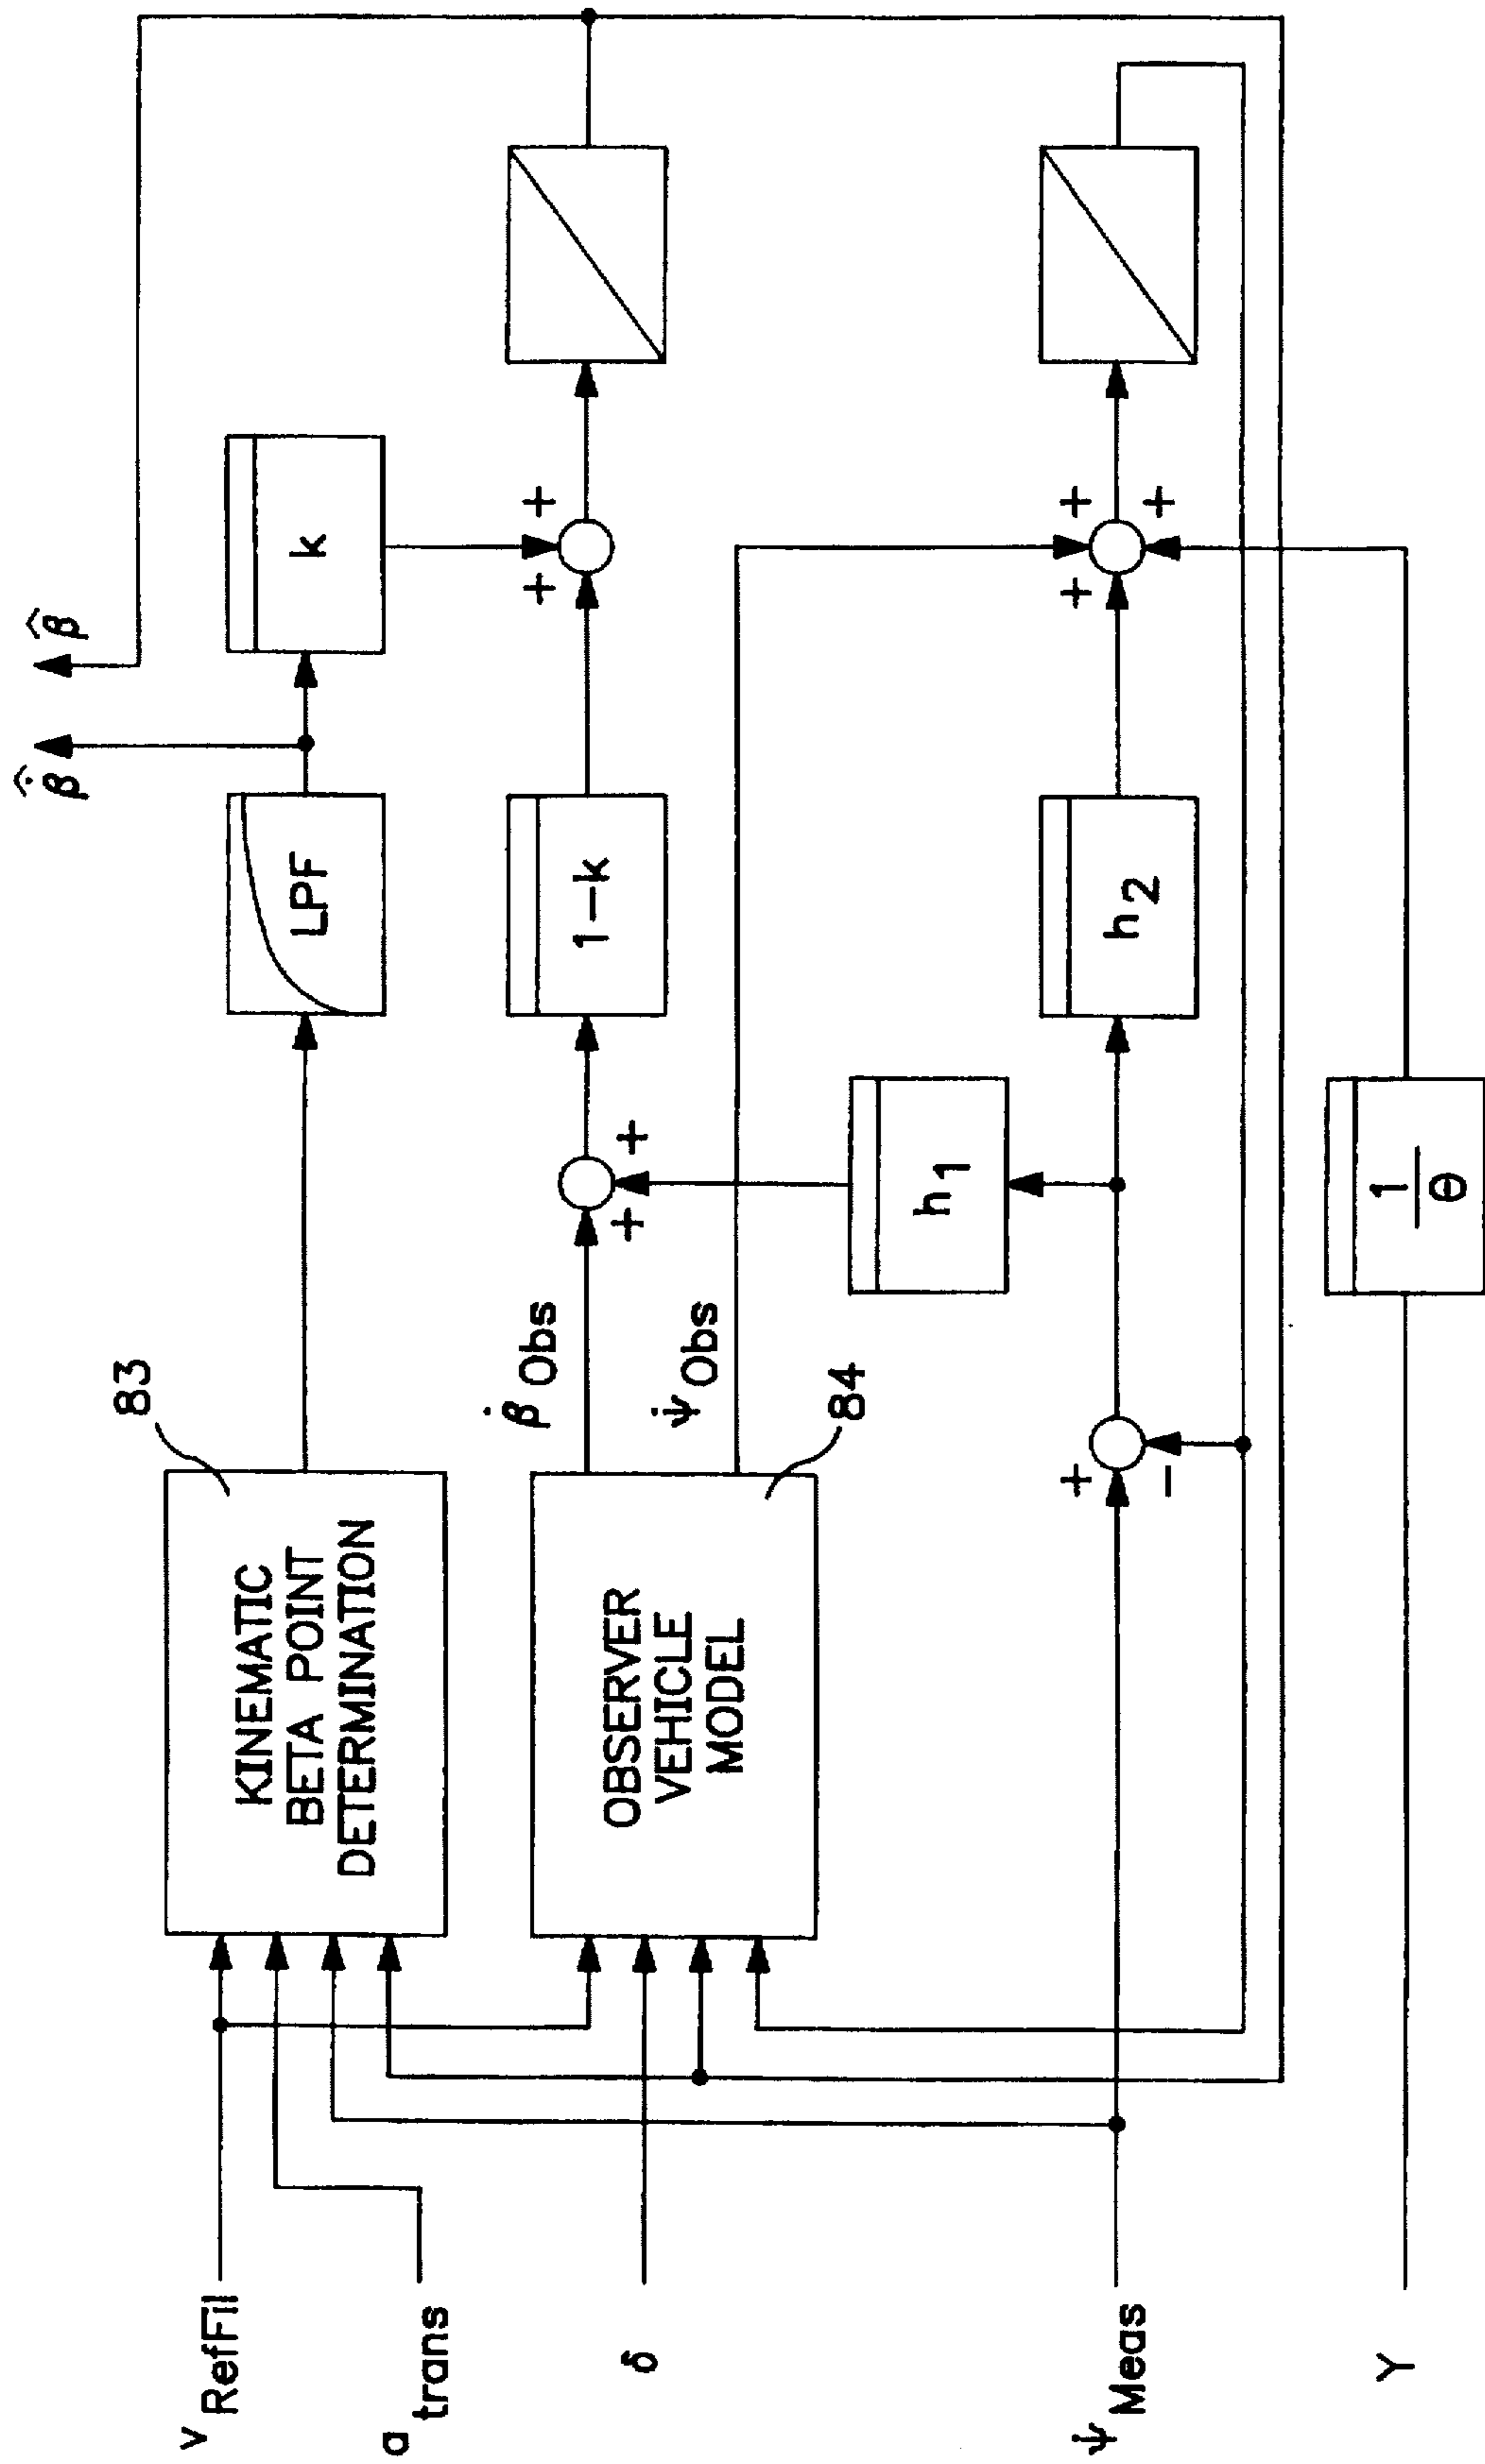 β̂̇
β̂
83
KINEMATIC
BETA POINT
DETERMINATION
LPF
k
v RefFil
a trans
β̇ Obs
+
+
1-k
+
+
OBSERVER
VEHICLE
MODEL
ψ̇ Obs
δ
84
h1
ψ̇ Meas
+
-
h2
+
+
+
Y
1
θ